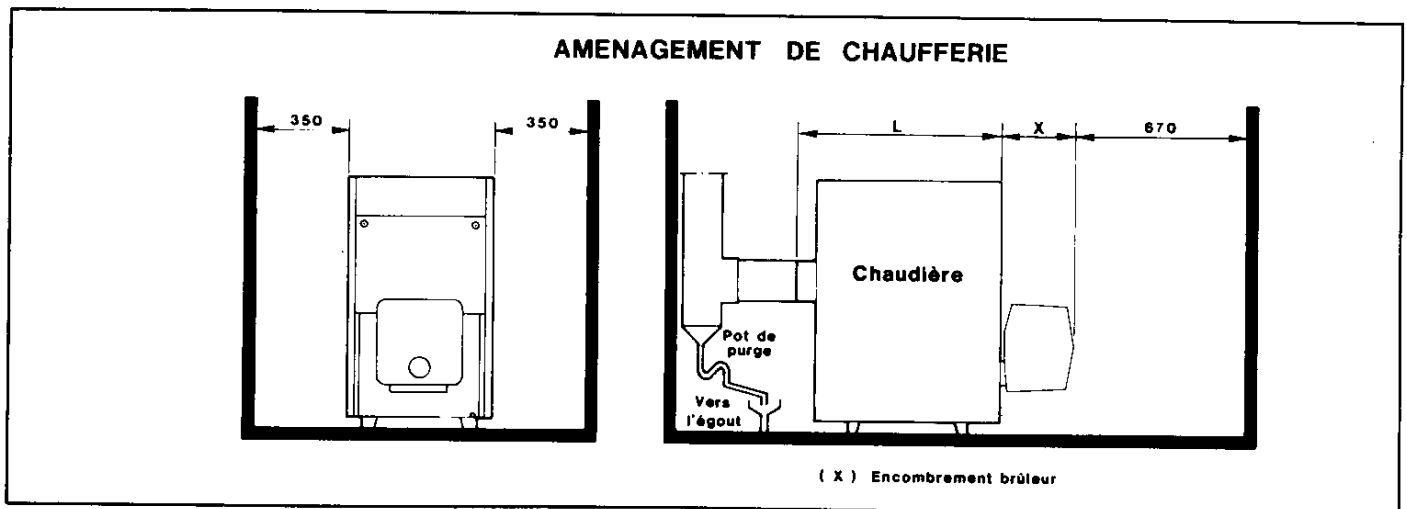 AMENAGEMENT DE CHAUFFERIE
350
350
L
X
670
Chaudière
Pot de
purge
Vers
l'égout
( X ) Encombrement brûleur